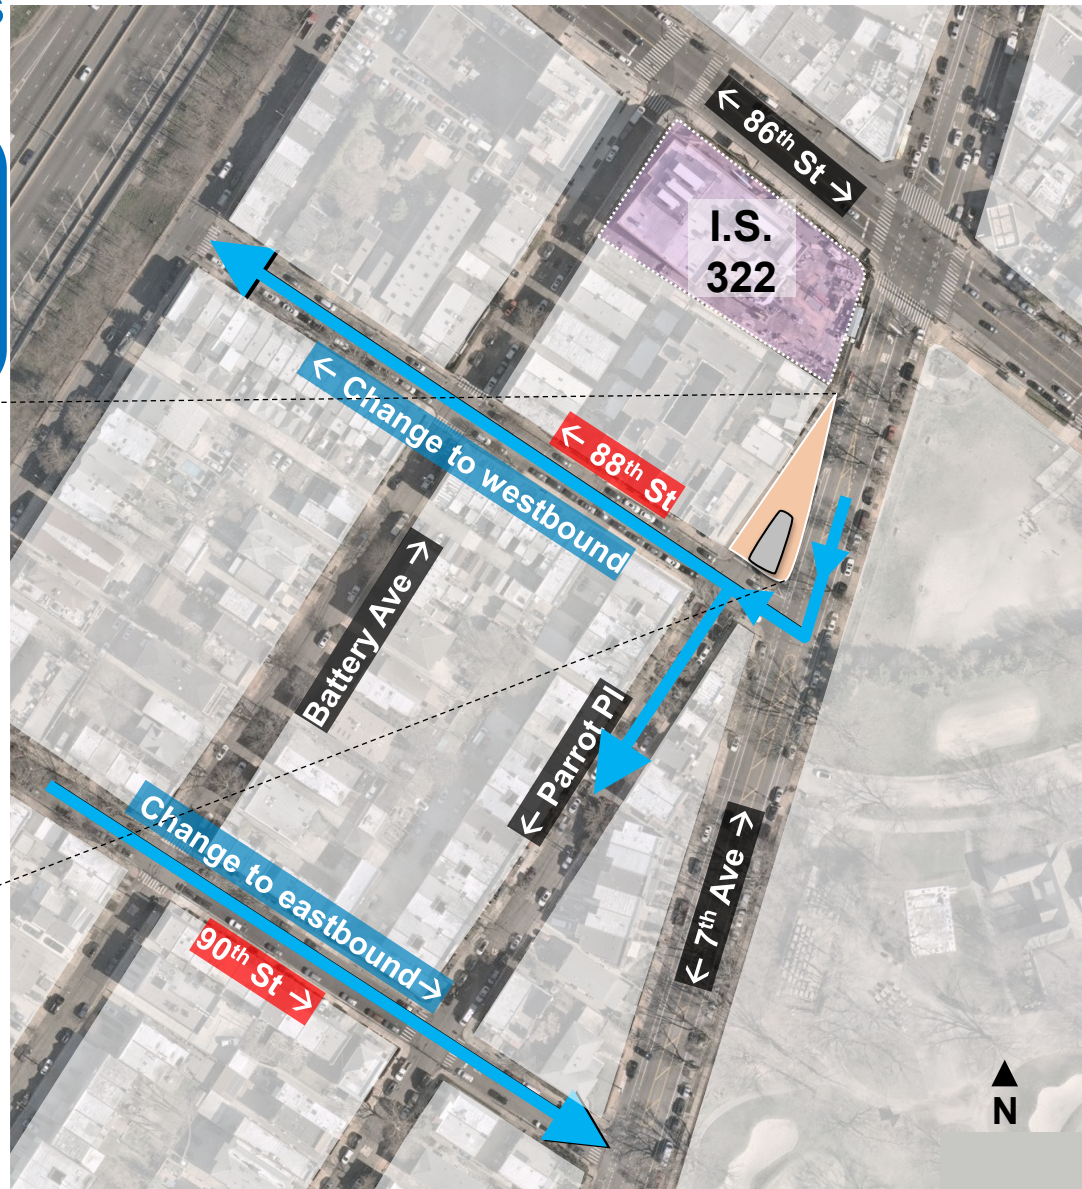 ← 86th St →
I.S.
322
← Change to westbound
← 88th St
Battery Ave →
← Parrot Pl
Change to eastbound→
← 7th Ave →
90th St →
N